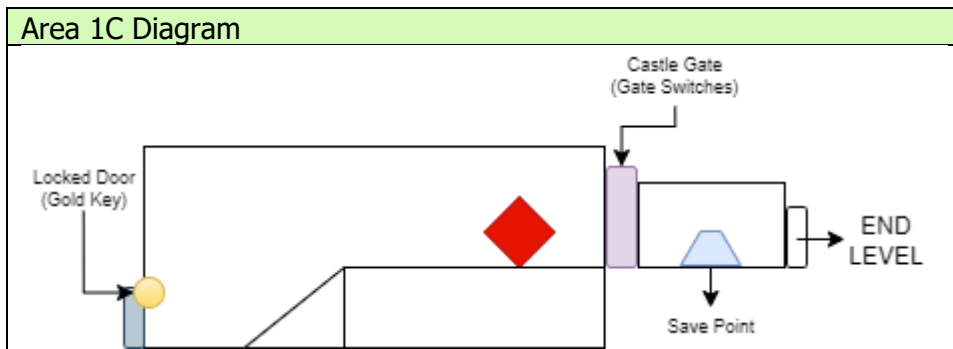 Area 1C Diagram
Castle Gate
(Gate Switches)
Locked Door
(Gold Key)
END
LEVEL
Save Point